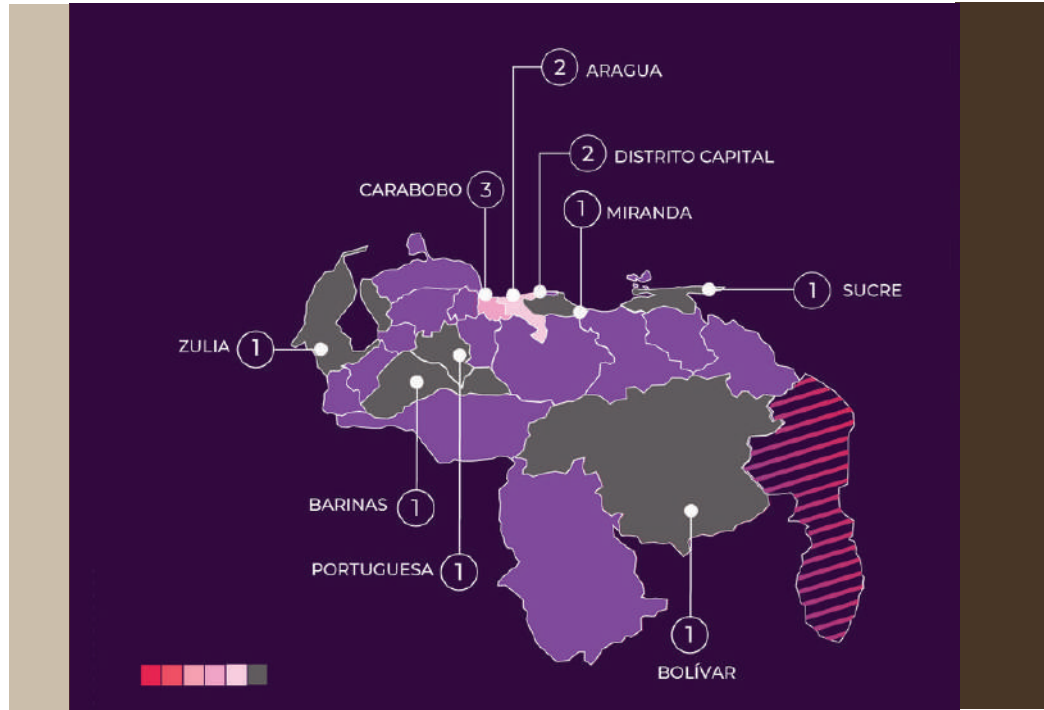 2 ARAGUA
2 DISTRITO CAPITAL
CARABOBO 3
1 MIRANDA
1 SUCRE
ZULIA 1
BARINAS 1
PORTUGUESA 1
1
BOLÍVAR